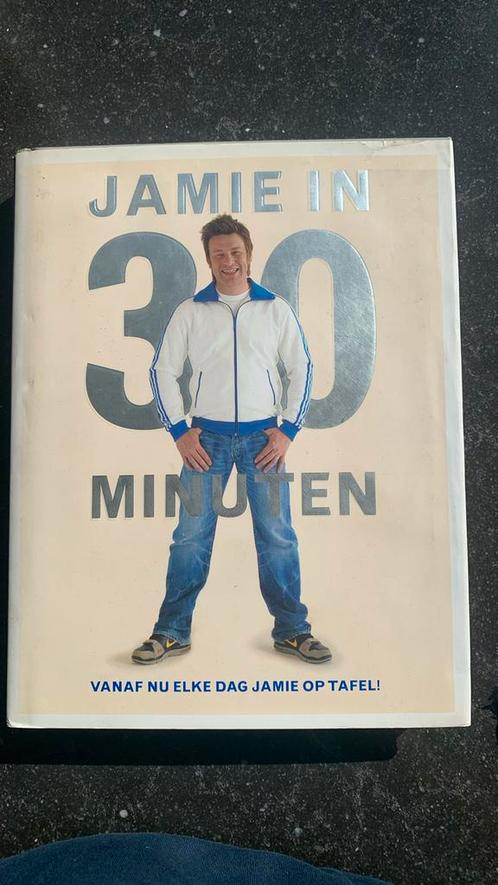 JAMIE IN
30
MINUTEN
VANAF NU ELKE DAG JAMIE OP TAFEL!